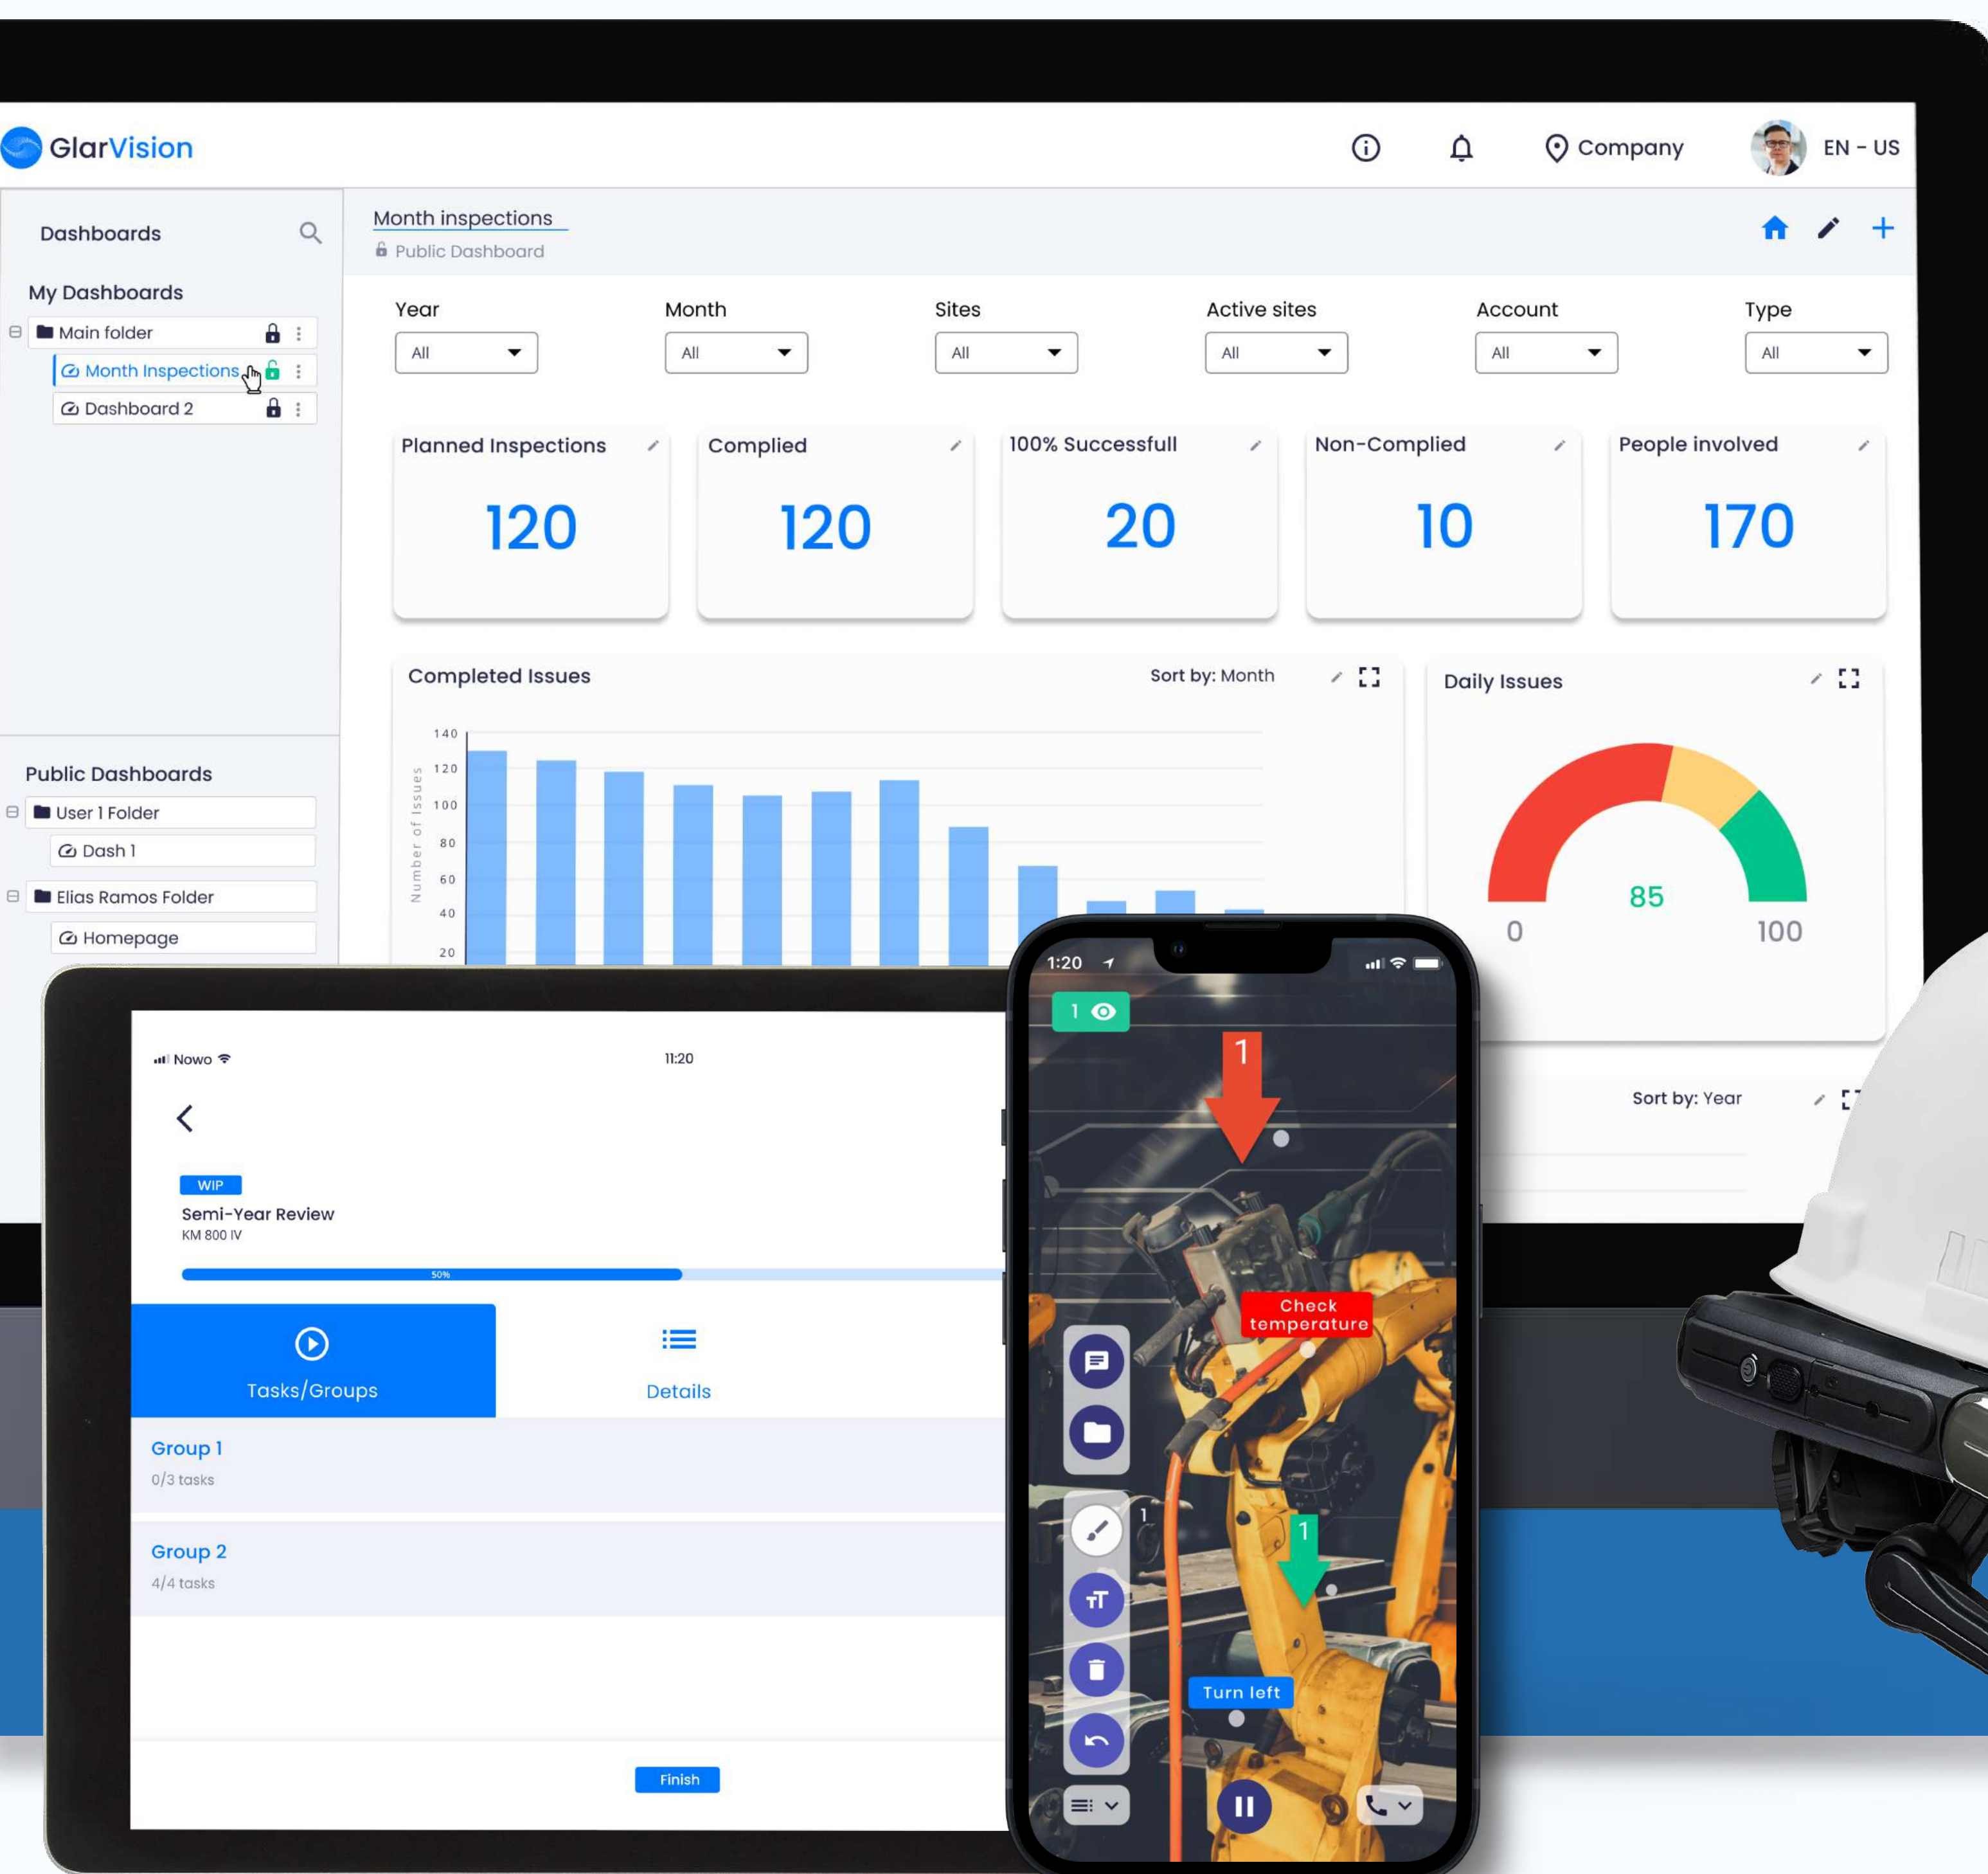 GlarVision
Company
EN - US
Dashboards
My Dashboards
Main folder
Month Inspections
Dashboard 2
Public Dashboards
User 1 Folder
Dash 1
Elias Ramos Folder
Homepage
Month inspections
Public Dashboard
Year
Month
Sites
Active sites
Account
Type
All
All
All
All
All
All
Planned Inspections
Complied
100% Successfull
Non-Complied
People involved
120
120
20
10
170
Completed Issues
Sort by: Month
Number of Issues
140
120
100
80
60
40
20
Daily Issues
85
0
100
Sort by: Year
Nowo
11:20
WIP
Semi-Year Review
KM 800 IV
50%
Tasks/Groups
Details
Group 1
0/3 tasks
Group 2
4/4 tasks
Finish
1:20
1
1
Check
temperature
1
1
Turn left